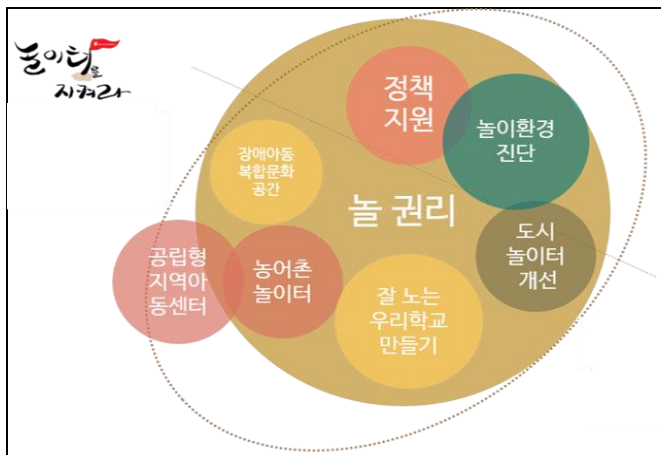 놀이터를
지켜라
정책
지원
놀이환경
진단
장애아동
복합문화
공간
놀 권리
도시
놀이터
개선
공립형
지역아
동센터
농어촌
놀이터
잘 노는
우리학교
만들기